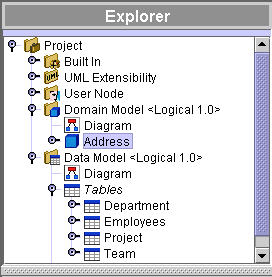 Explorer
Project
Built In
UML Extensibility
User Node
Domain Model <Logical 1.0>
Diagram
Address
Data Model <Logical 1.0>
Diagram
Tables
Department
Employees
Project
Team